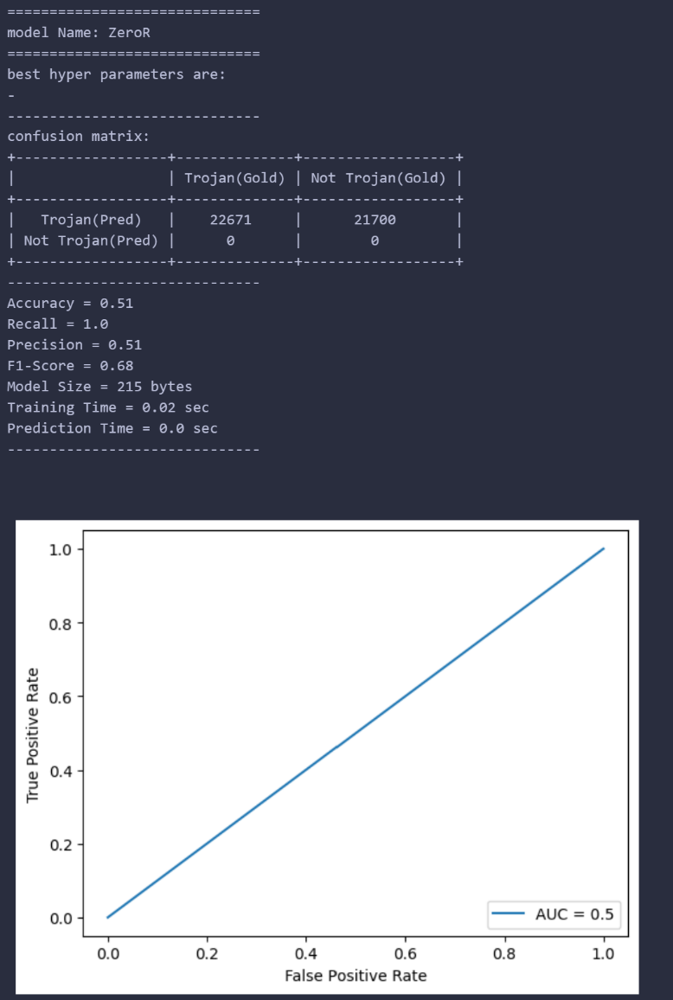 ==============================
model Name: ZeroR
==============================
best hyper parameters are:
-
------------------------------
confusion matrix:
+------------------+--------------+------------------+
|                  | Trojan(Gold) | Not Trojan(Gold) |
+------------------+--------------+------------------+
|   Trojan(Pred)   |    22671     |      21700       |
| Not Trojan(Pred) |      0       |        0         |
+------------------+--------------+------------------+
------------------------------
Accuracy = 0.51
Recall = 1.0
Precision = 0.51
F1-Score = 0.68
Model Size = 215 bytes
Training Time = 0.02 sec
Prediction Time = 0.0 sec
------------------------------
1.0
0.8
0.6
0.4
0.2
0.0
True Positive Rate
AUC = 0.5
0.0 0.2 0.4 0.6 0.8 1.0
False Positive Rate